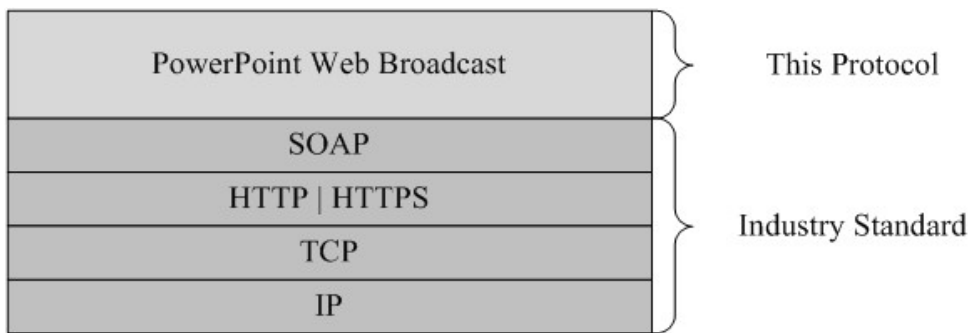 PowerPoint Web Broadcast
This Protocol
SOAP
HTTP | HTTPS
TCP
IP
Industry Standard